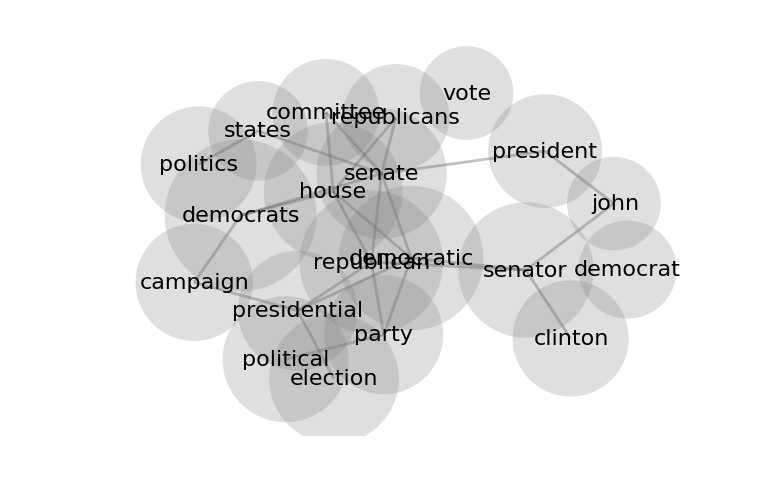 vote
committee
republicans
states
president
politics
senate
house
john
democrats
democratic
republican
senator
democrat
campaign
presidential
party
clinton
political
election